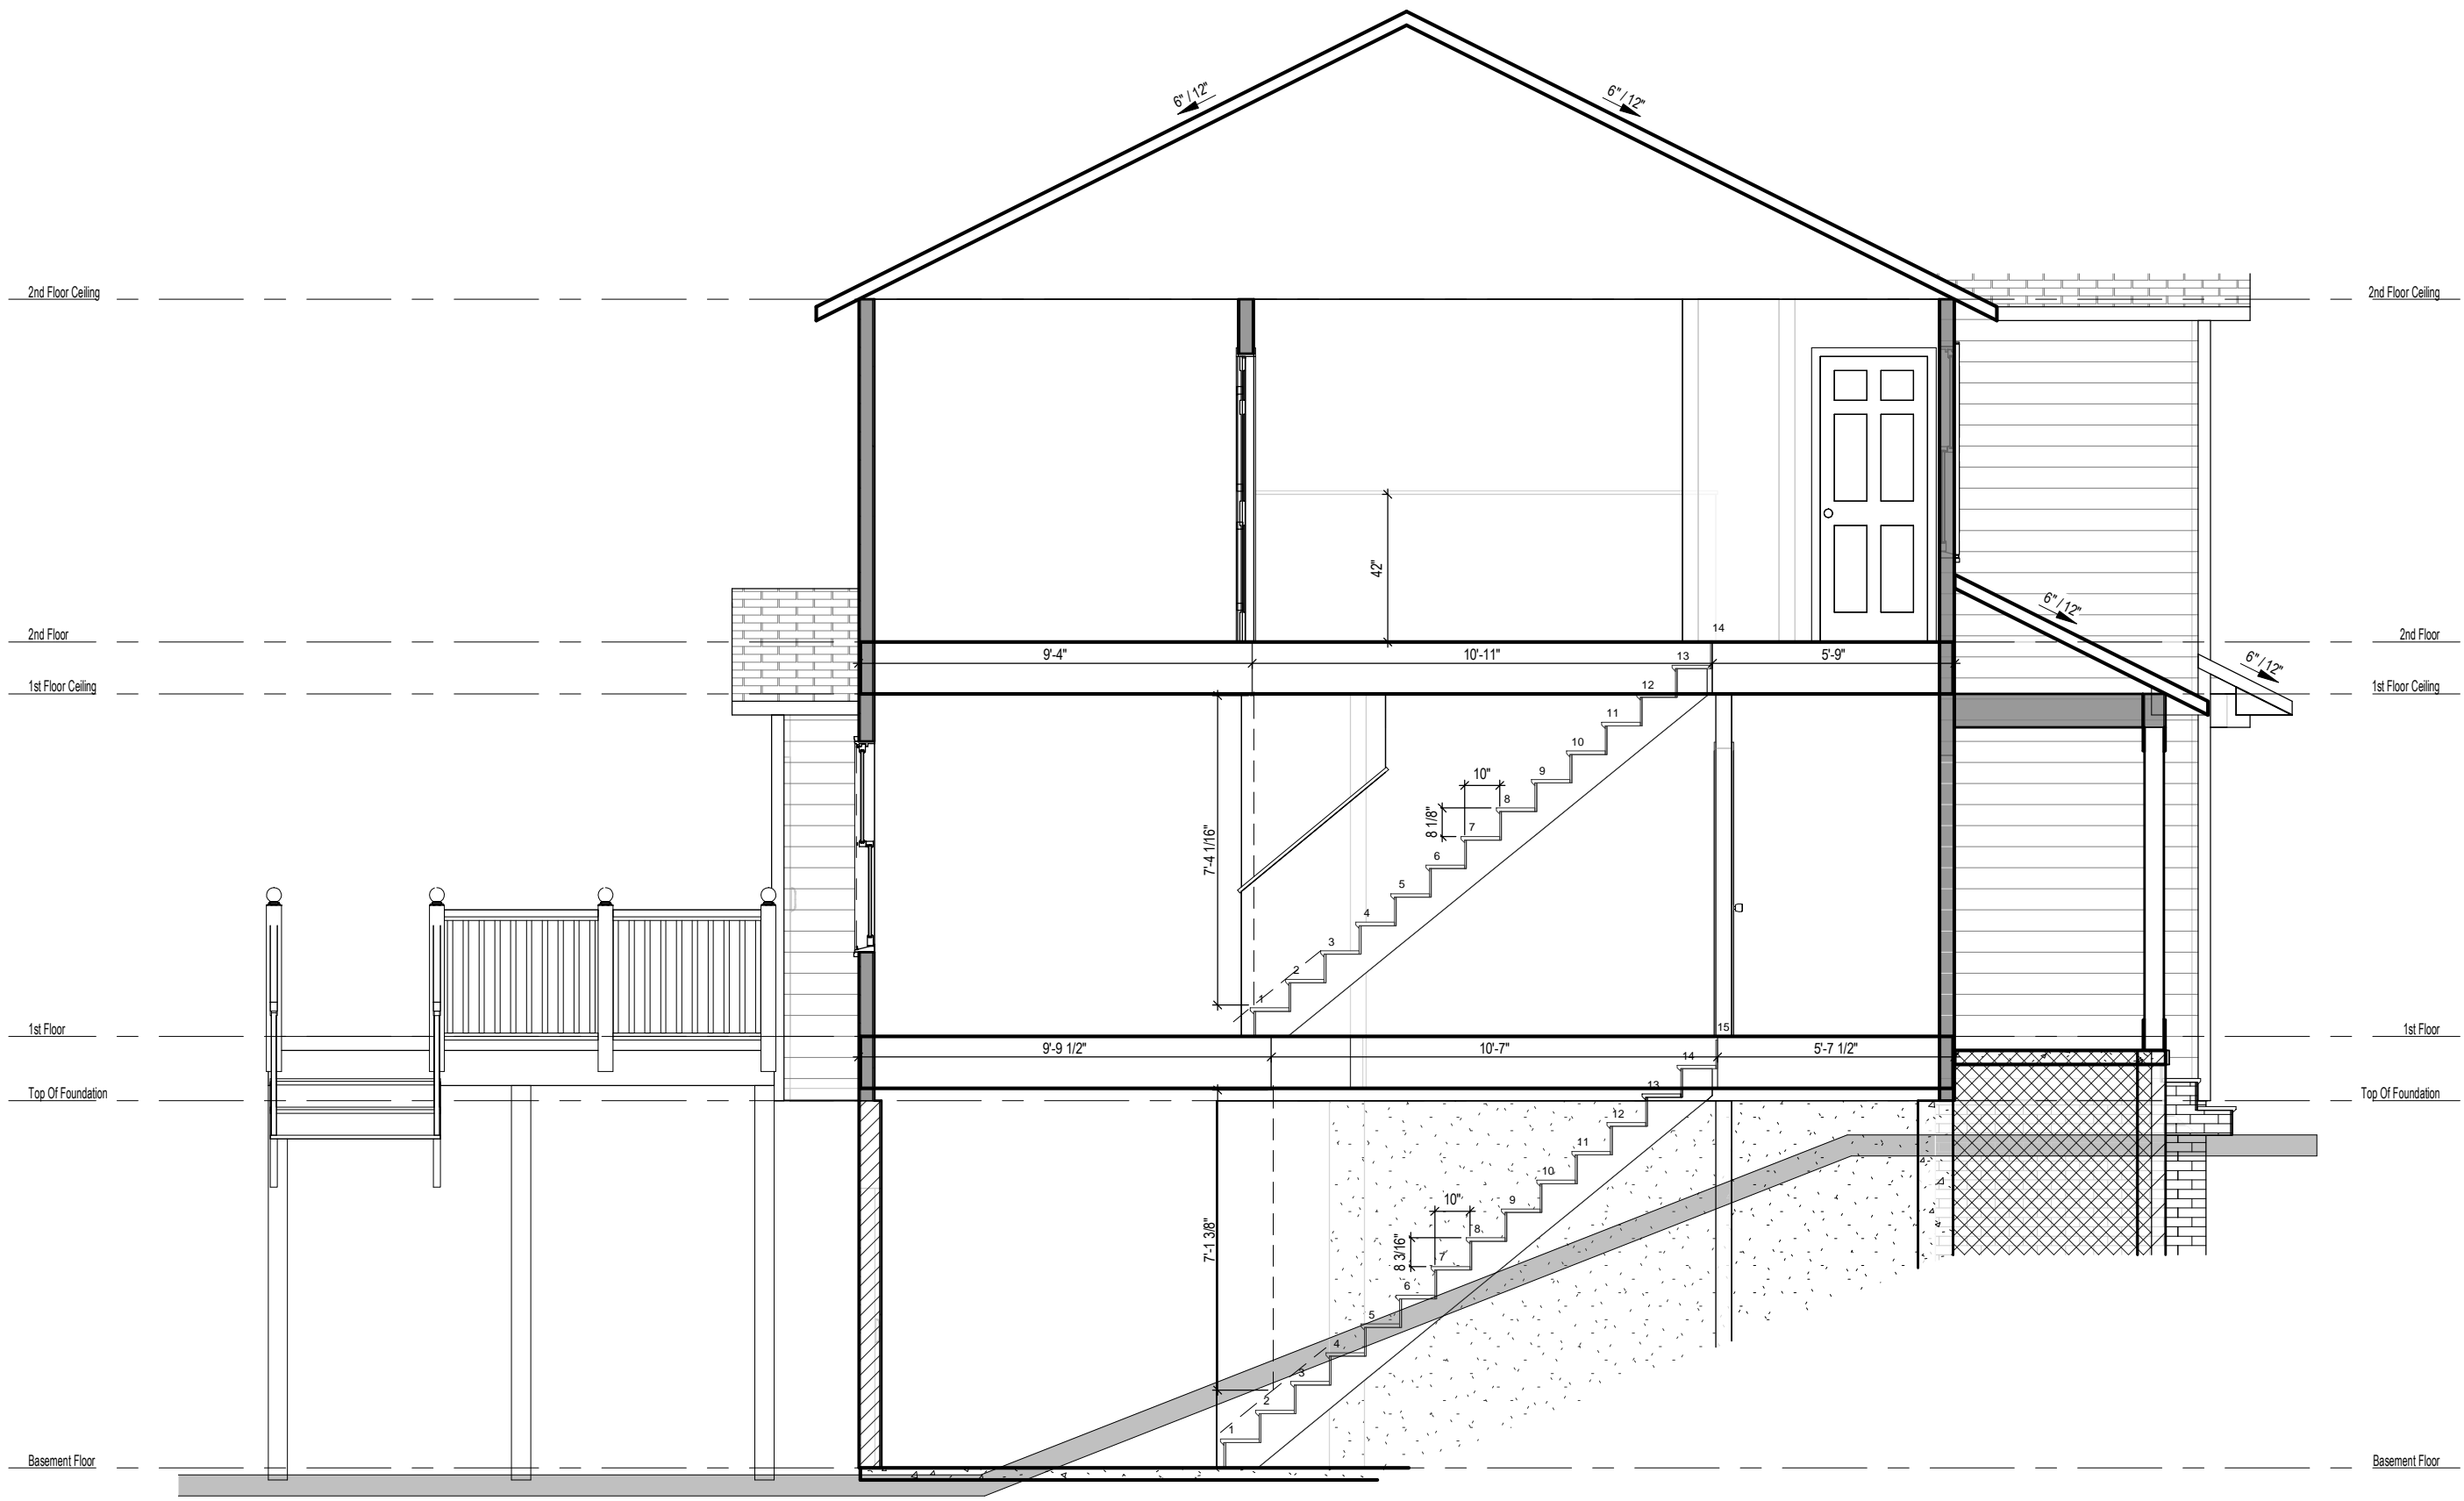 6" / 12"
6" / 12"
2nd Floor Ceiling
2nd Floor Ceiling
42"
6" / 12"
14
2nd Floor
2nd Floor
9'-4"
10'-11"
13
5'-9"
6" / 12"
1st Floor Ceiling
12
1st Floor Ceiling
11
10
9
10"
8
8 1/8"
7
7'-4 1/16"
6
5
4
3
2
1
1st Floor
15
1st Floor
9'-9 1/2"
10'-7"
14
5'-7 1/2"
13
Top Of Foundation
Top Of Foundation
12
11
10
10"
9
8
7'-1 3/8"
8 3/16"
7
6
5
4
3
2
1
Basement Floor
Basement Floor